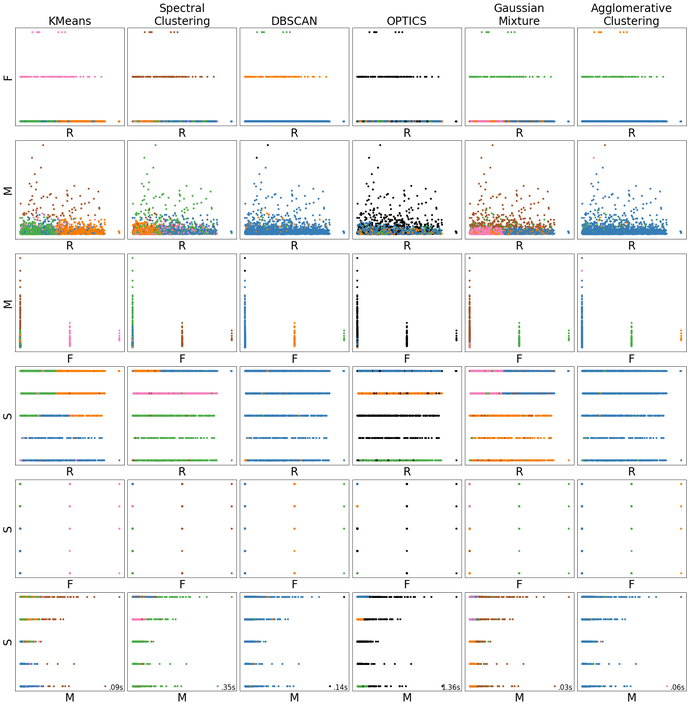 KMeans
Spectral
Clustering
DBSCAN
OPTICS
Gaussian
Mixture
Agglomerative
Clustering
F
R
R
R
R
R
R
M
R
R
R
R
R
R
M
F
F
F
F
F
F
S
R
R
R
R
R
R
S
F
F
F
F
F
F
S
.09s
.35s
.14s
1.36s
.03s
.06s
M
M
M
M
M
M